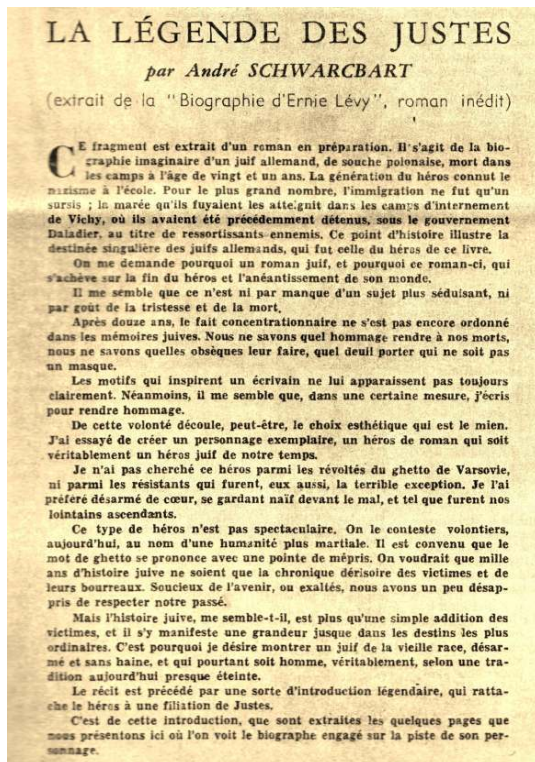 LA LÉGENDE DES JUSTES
par André SCHWARCBART
(extrait de la "Biographie d'Ernie Lévy", roman inédit)
CE fragment est extrait d'un roman en préparation. Il s'agit de la bio-
graphie imaginaire d'un juif allemand, de souche polonaise, mort dans
les camps à l'âge de vingt et un ans. La génération du héros connut le
nazisme à l'école. Pour le plus grand nombre, l'immigration ne fut qu'un
sursis ; la marée qu'ils fuyaient les atteignit dans les camps d'internement
de Vichy, où ils avaient été précédemment détenus, sous le gouvernement
Daladier, au titre de ressortissants ennemis. Ce point d'histoire illustre la
destinée singulière des juifs allemands, qui fut celle du héros de ce livre.
On me demande pourquoi un roman juif, et pourquoi ce roman-ci, qui
s'achève sur la fin du héros et l'anéantissement de son monde.
Il me semble que ce n'est ni par manque d'un sujet plus séduisant, ni
par goût de la tristesse et de la mort.
Après douze ans, le fait concentrationnaire ne s'est pas encore ordonné
dans les mémoires juives. Nous ne savons quel hommage rendre à nos morts,
nous ne savons quelles obsèques leur faire, quel deuil porter qui ne soit pas
un masque.
Les motifs qui inspirent un écrivain ne lui apparaissent pas toujours
clairement. Néanmoins, il me semble que, dans une certaine mesure, j'écris
pour rendre hommage.
De cette volonté découle, peut-être, le choix esthétique qui est le mien.
J'ai essayé de créer un personnage exemplaire, un héros de roman qui soit
véritablement un héros juif de notre temps.
Je n'ai pas cherché ce héros parmi les révoltés du ghetto de Varsovie,
ni parmi les résistants qui furent, eux aussi, la terrible exception. Je l'ai
préféré désarmé de cœur, se gardant naïf devant le mal, et tel que furent nos
lointains ascendants.
Ce type de héros n'est pas spectaculaire. On le conteste volontiers,
aujourd'hui, au nom d'une humanité plus martiale. Il est convenu que le
mot de ghetto se prononce avec une pointe de mépris. On voudrait que mille
ans d'histoire juive ne soient que la chronique dérisoire des victimes et de
leurs bourreaux. Soucieux de l'avenir, ou exaltés, nous avons un peu désap-
pris de respecter notre passé.
Mais l'histoire juive, me semble-t-il, est plus qu'une simple addition des
victimes, et il s'y manifeste une grandeur jusque dans les destins les plus
ordinaires. C'est pourquoi je désire montrer un juif de la vieille race, désar-
mé et sans haine, et qui pourtant soit homme, véritablement, selon une tra-
dition aujourd'hui presque éteinte.
Le récit est précédé par une sorte d'introduction légendaire, qui ratta-
che le héros à une filiation de Justes.
C'est de cette introduction, que sont extraites les quelques pages que
nous présentons ici où l'on voit le biographe engagé sur la piste de son per-
sonnage.